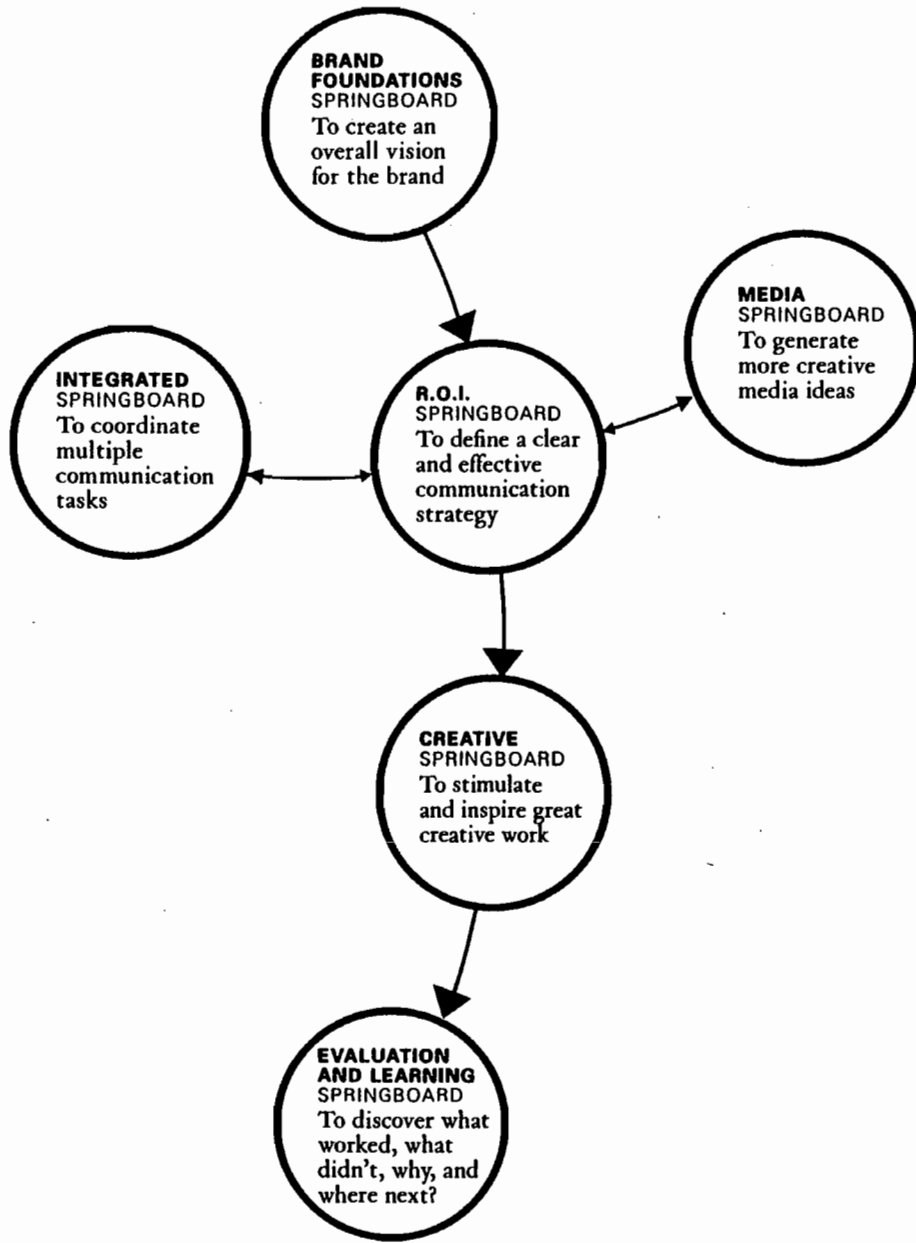 BRAND
FOUNDATIONS
SPRINGBOARD
To create an
overall vision
for the brand
MEDIA
SPRINGBOARD
To generate
more creative
media ideas
INTEGRATED
SPRINGBOARD
To coordinate
multiple
communication
tasks
R.O.I.
SPRINGBOARD
To define a clear
and effective
communication
strategy
CREATIVE
SPRINGBOARD
To stimulate
and inspire great
creative work
EVALUATION
AND LEARNING
SPRINGBOARD
To discover what
worked, what
didn't, why, and
where next?